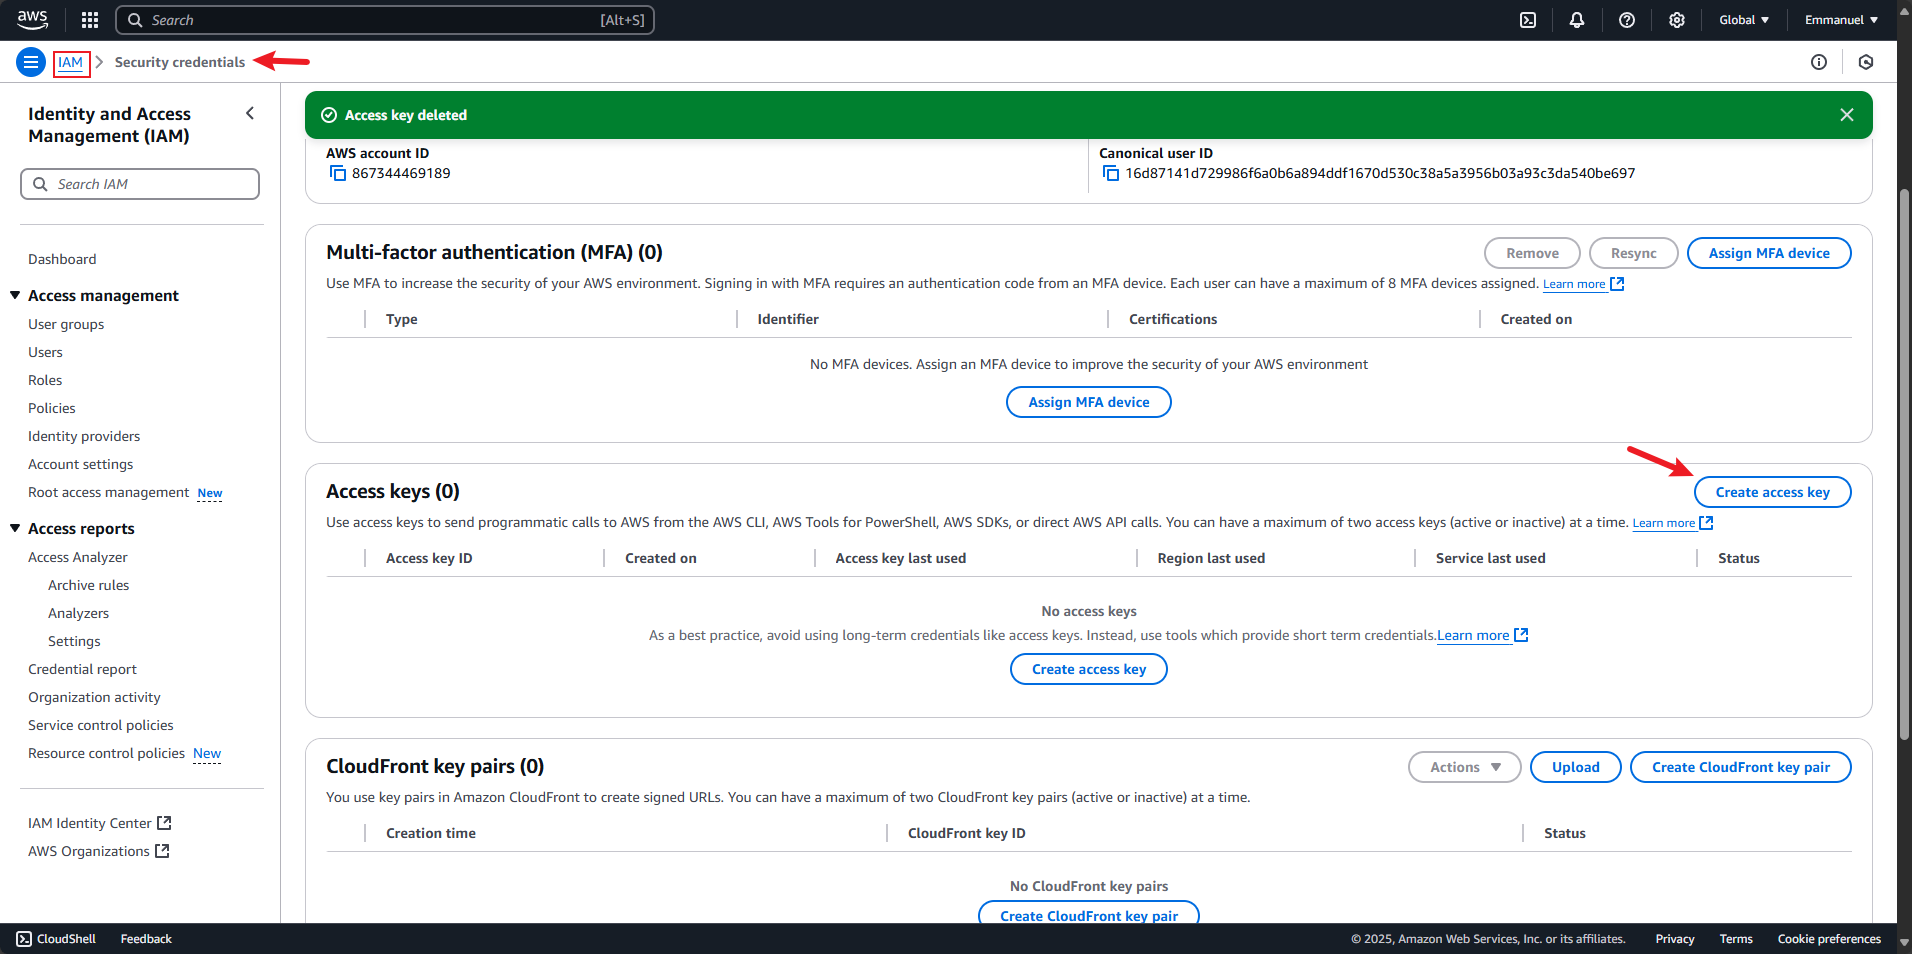 aws
Search [Alt+S]
Global Emmanuel
IAM Security credentials
Identity and Access
Management (IAM)
Search IAM
Dashboard
Access management
User groups
Users
Roles
Policies
Identity providers
Account settings
Root access management New
Access reports
Access Analyzer
Archive rules
Analyzers
Settings
Credential report
Organization activity
Service control policies
Resource control policies New
IAM Identity Center
AWS Organizations
Access key deleted
AWS account ID
867344469189
Canonical user ID
16d87141d729986f6a0b6a894ddf1670d530c38a5a3956b03a93c3da540be697
Multi-factor authentication (MFA) (0)
Remove Resync Assign MFA device
Use MFA to increase the security of your AWS environment. Signing in with MFA requires an authentication code from an MFA device. Each user can have a maximum of 8 MFA devices assigned. Learn more
Type Identifier Certifications Created on
No MFA devices. Assign an MFA device to improve the security of your AWS environment
Assign MFA device
Access keys (0)
Create access key
Use access keys to send programmatic calls to AWS from the AWS CLI, AWS Tools for PowerShell, AWS SDKs, or direct AWS API calls. You can have a maximum of two access keys (active or inactive) at a time. Learn more
Access key ID Created on Access key last used Region last used Service last used Status
No access keys
As a best practice, avoid using long-term credentials like access keys. Instead, use tools which provide short term credentials.Learn more
Create access key
CloudFront key pairs (0)
Actions Upload Create CloudFront key pair
You use key pairs in Amazon CloudFront to create signed URLs. You can have a maximum of two CloudFront key pairs (active or inactive) at a time.
Creation time CloudFront key ID Status
No CloudFront key pairs
Create CloudFront key pair
CloudShell Feedback
© 2025, Amazon Web Services, Inc. or its affiliates. Privacy Terms Cookie preferences